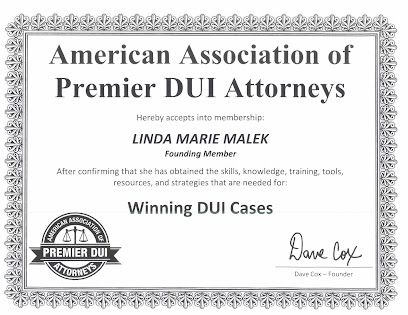 American Association of
Premier DUI Attorneys
Hereby accepts into membership:
LINDA MARIE MALEK
Founding Member
After confirming that she has obtained the skills, knowledge, training, tools,
resources, and strategies that are needed for:
Winning DUI Cases
AMERICAN ASSOCIATION OF
PREMIER DUI
ATTORNEYS
Dave Cox
Dave Cox – Founder